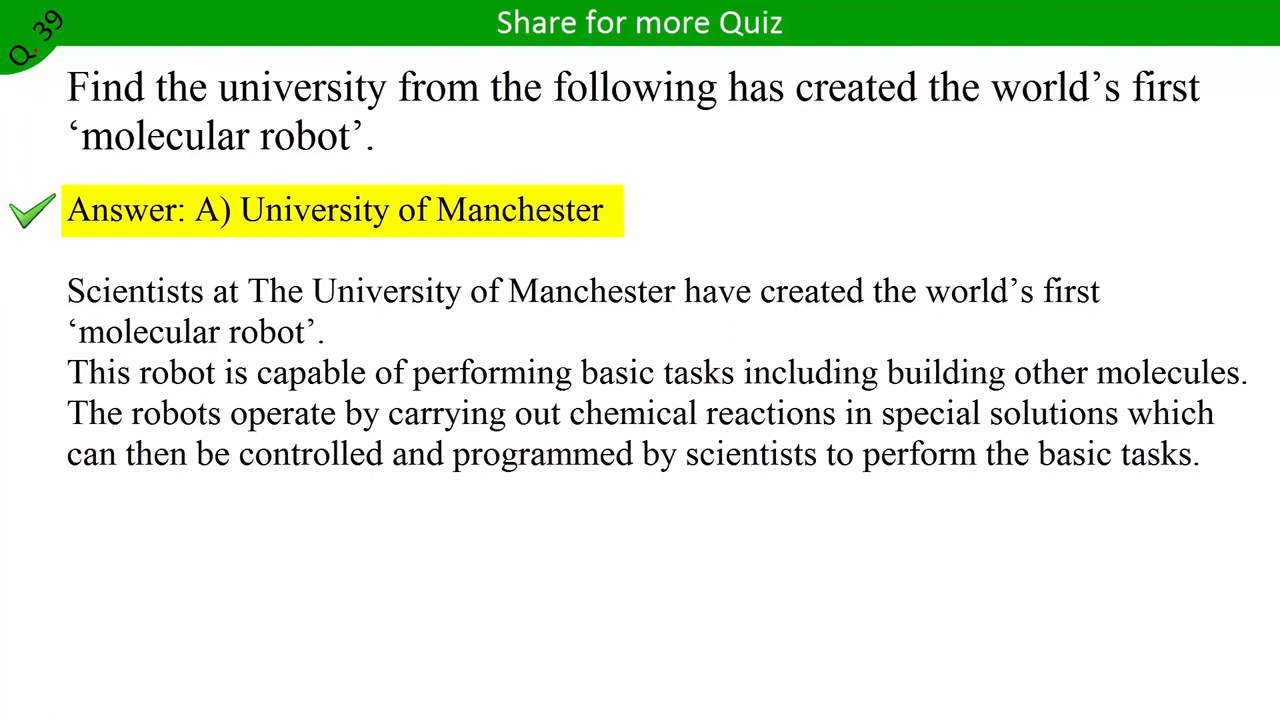 Share for more Quiz
Q. 39
Find the university from the following has created the world’s first
‘molecular robot’.
Answer: A) University of Manchester
Scientists at The University of Manchester have created the world’s first
‘molecular robot’.
This robot is capable of performing basic tasks including building other molecules.
The robots operate by carrying out chemical reactions in special solutions which
can then be controlled and programmed by scientists to perform the basic tasks.